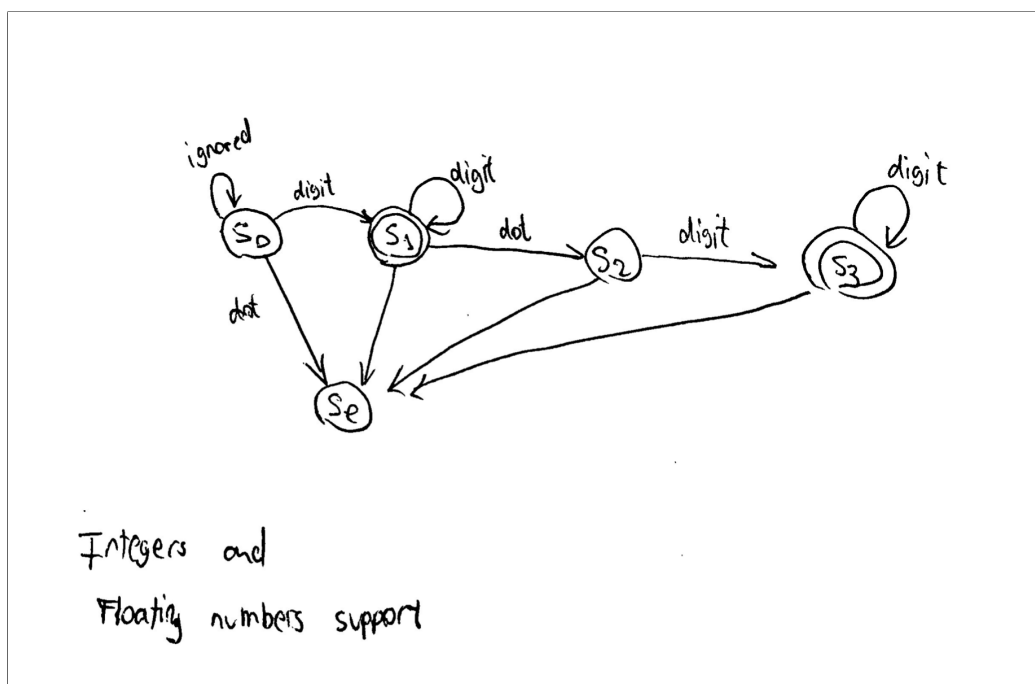 ignored
digit
digit
digit
S0
S1
dot
digit
S2
S3
dot
Se
Integers and
Floating numbers support